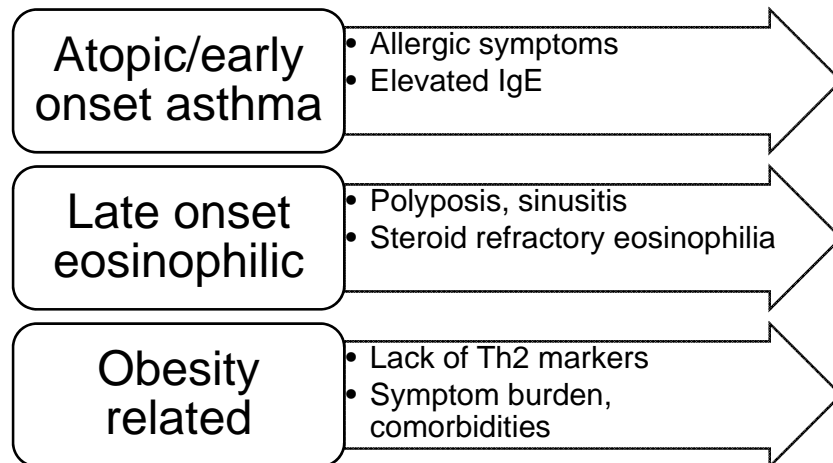 Atopic/early
onset asthma
• Allergic symptoms
• Elevated IgE
Late onset
eosinophilic
• Polyposis, sinusitis
• Steroid refractory eosinophilia
Obesity
related
• Lack of Th2 markers
• Symptom burden,
comorbidities